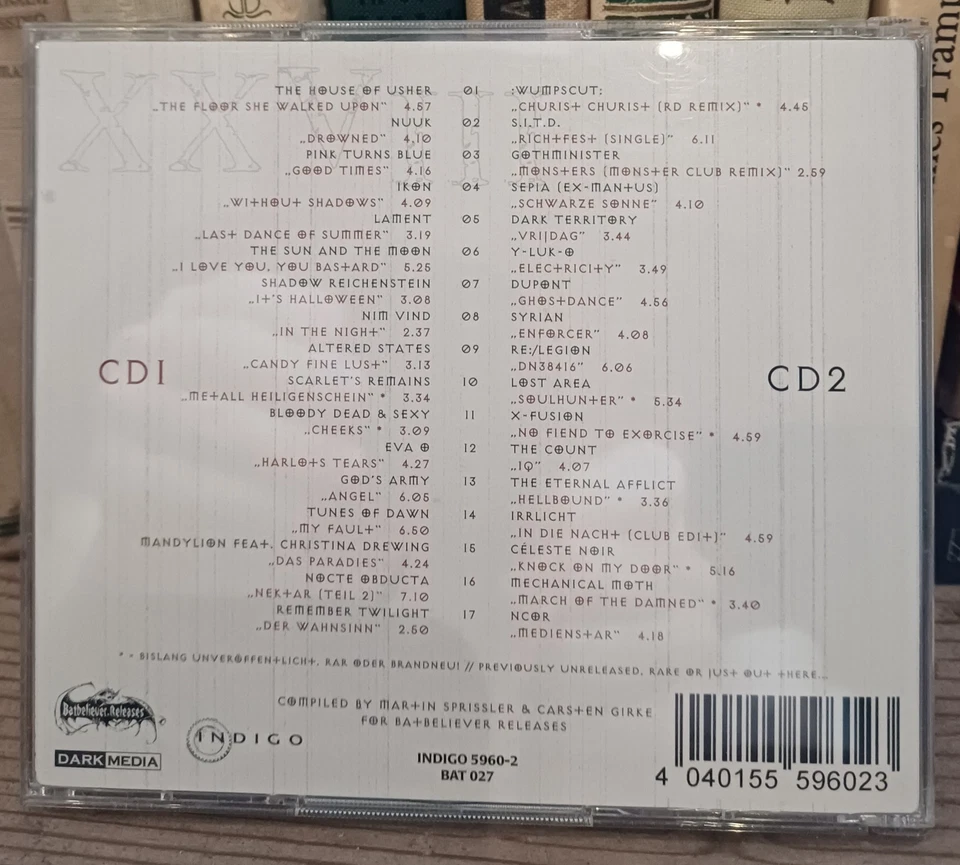 XXVIII
THE HOUSE OF USHER 01 :WUMPSCUT:
„THE FLOOR SHE WALKED UPON" 4.57 „CHURIST CHURIST (RD REMIX)" * 4.45
NUUK 02 S.I.T.D.
„DROWNED" 4.10 „RICHTFEST (SINGLE)" 6.11
PINK TURNS BLUE 03 GOTHMINISTER
„GOOD TIMES" 4.16 „MONSTERS (MONSTER CLUB REMIX)" 2.59
IKON 04 SEPIA (EX-MANTUS)
„WITHOUT SHADOWS" 4.09 „SCHWARZE SONNE" 4.10
LAMENT 05 DARK TERRITORY
„LAST DANCE OF SUMMER" 3.19 „VRIJDAG" 3.44
THE SUN AND THE MOON 06 Y-LUK-O
„I LOVE YOU, YOU BASTARD" 5.25 „ELECTRICITY" 3.49
SHADOW REICHENSTEIN 07 DUPONT
„IT'S HALLOWEEN" 3.08 „GHOSTDANCE" 4.56
NIM VIND 08 SYRIAN
„IN THE NIGHT" 2.37 „ENFORCER" 4.08
ALTERED STATES 09 RE:/LEGION
„CANDY FINE LUST" 3.13 „DN38416" 6.06
CD1
CD2
SCARLET'S REMAINS 10 LOST AREA
„METALL HEILIGENSCHEIN" * 3.34 „SOULHUNTER" * 5.34
BLOODY DEAD & SEXY 11 X-FUSION
„CHEEKS" * 3.09 „NO FIEND TO EXORCISE" * 4.59
EVA O 12 THE COUNT
„HARLOTS TEARS" 4.27 „IQ" 4.07
GOD'S ARMY 13 THE ETERNAL AFFLICT
„ANGEL" 6.05 „HELLBOUND" * 3.36
TUNES OF DAWN 14 IRRLICHT
„MY FAULT" 6.50 „IN DIE NACHT (CLUB EDIT)" 4.59
MANDYLION FEAT. CHRISTINA DREWING 15 CÉLESTE NOIR
„DAS PARADIES" 4.24 „KNOCK ON MY DOOR" * 5.16
NOCTE OBDUCTA 16 MECHANICAL MOTH
„NEKTAR (TEIL 2)" 7.10 „MARCH OF THE DAMNED" * 3.40
REMEMBER TWILIGHT 17 NCOR
„DER WAHNSINN" 2.50 „MEDIENSTAR" 4.18
* - BISLANG UNVERÖFFENTLICHT, RAR ODER BRANDNEU! // PREVIOUSLY UNRELEASED, RARE OR JUST OUT THERE...
COMPILED BY MARTIN SPRISSLER & CARSTEN GIRKE
FOR BATBELIEVER RELEASES
Batbeliever Releases
INDIGO
DARK MEDIA
INDIGO 5960-2
BAT 027
4 040155 596023